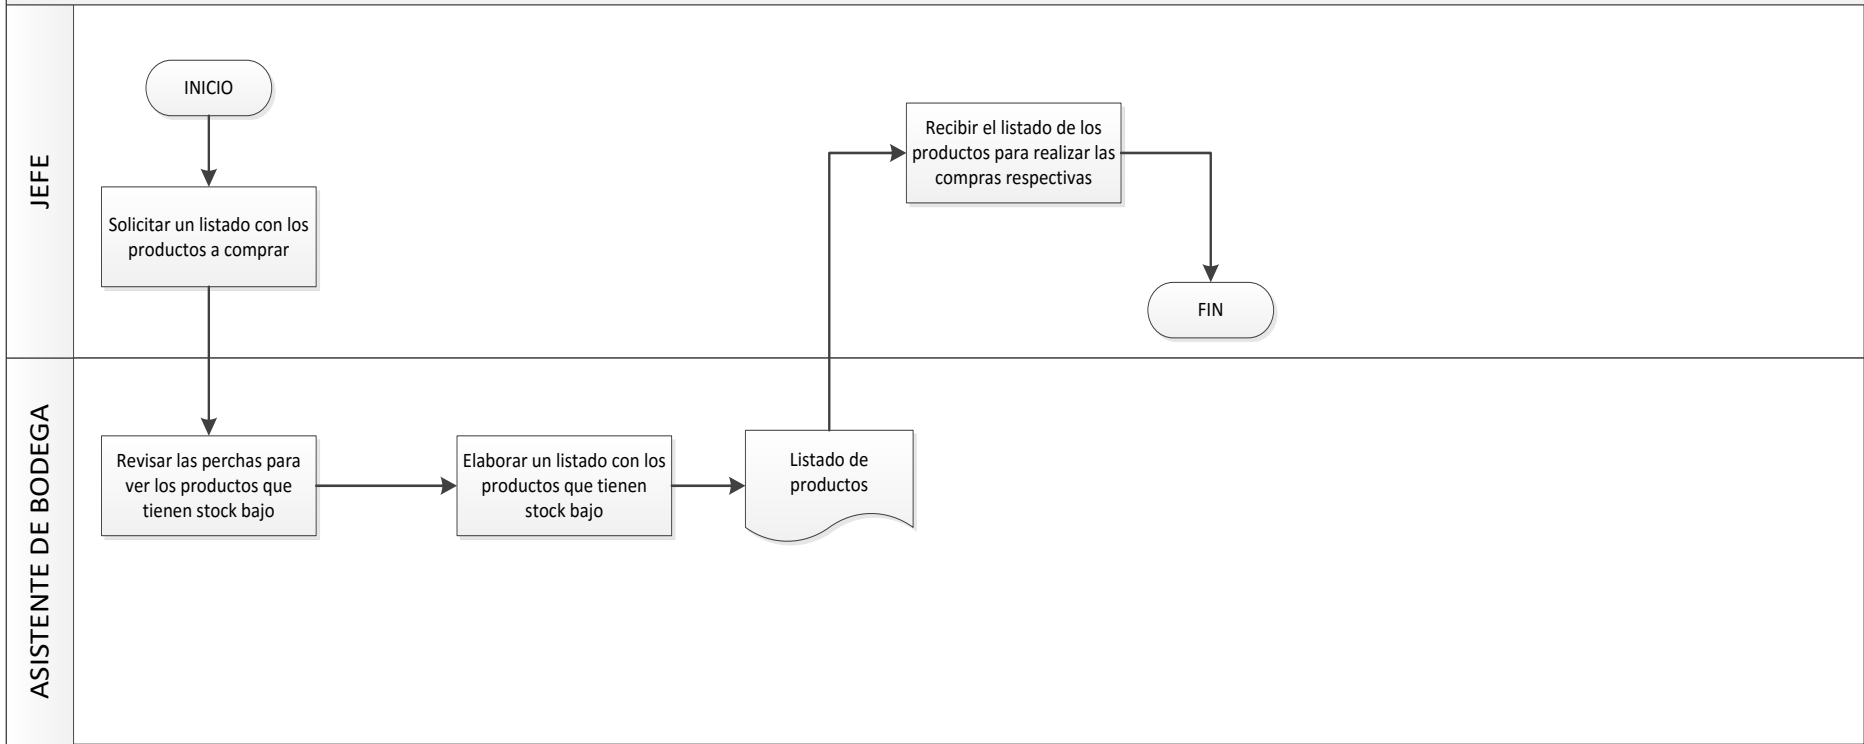 JEFE
INICIO
Solicitar un listado con los
productos a comprar
Recibir el listado de los
productos para realizar las
compras respectivas
FIN
ASISTENTE DE BODEGA
Revisar las perchas para
ver los productos que
tienen stock bajo
Elaborar un listado con los
productos que tienen
stock bajo
Listado de
productos